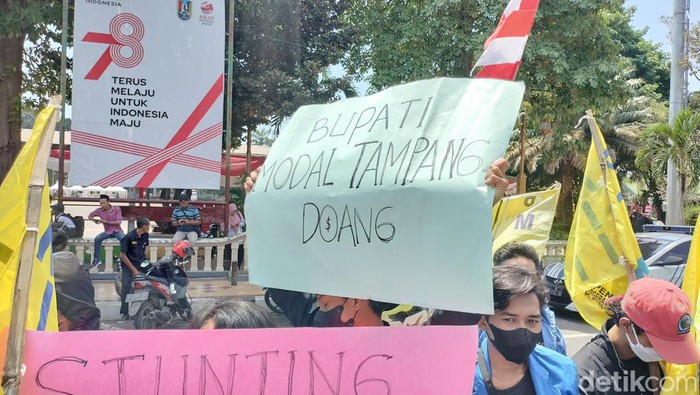 INDONESIA
78
TERUS
MELAJU
UNTUK
INDONESIA
MAJU
BUPATI
MODAL TAMPANG
DOANG
STUNTING
M
detikcom